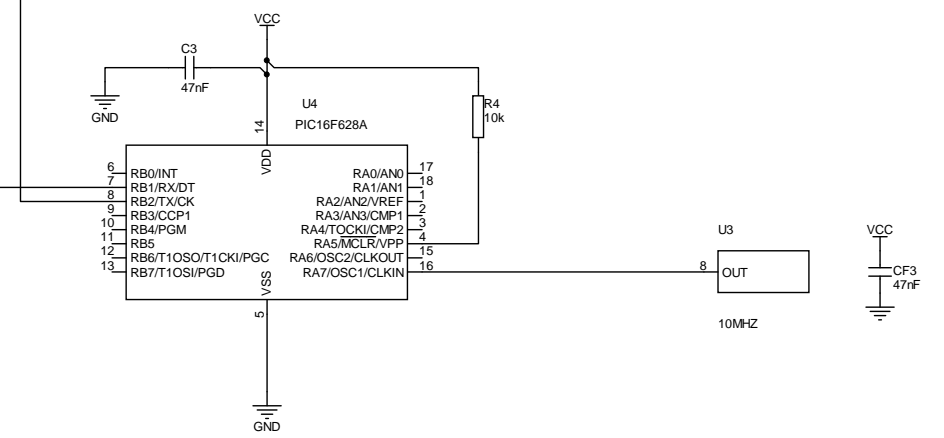 VCC
C3
47nF
GND
U4
PIC16F628A
R4
10k
14
VDD
6 RB0/INT RA0/AN0 17
7 RB1/RX/DT RA1/AN1 18
8 RB2/TX/CK RA2/AN2/VREF 1
9 RB3/CCP1 RA3/AN3/CMP1 2
10 RB4/PGM RA4/TOCKI/CMP2 3
11 RB5 RA5/MCLR/VPP 4
12 RB6/T1OSO/T1CKI/PGC RA6/OSC2/CLKOUT 15
13 RB7/T1OSI/PGD RA7/OSC1/CLKIN 16
VSS
5
GND
U3
8 OUT
10MHZ
VCC
CF3
47nF